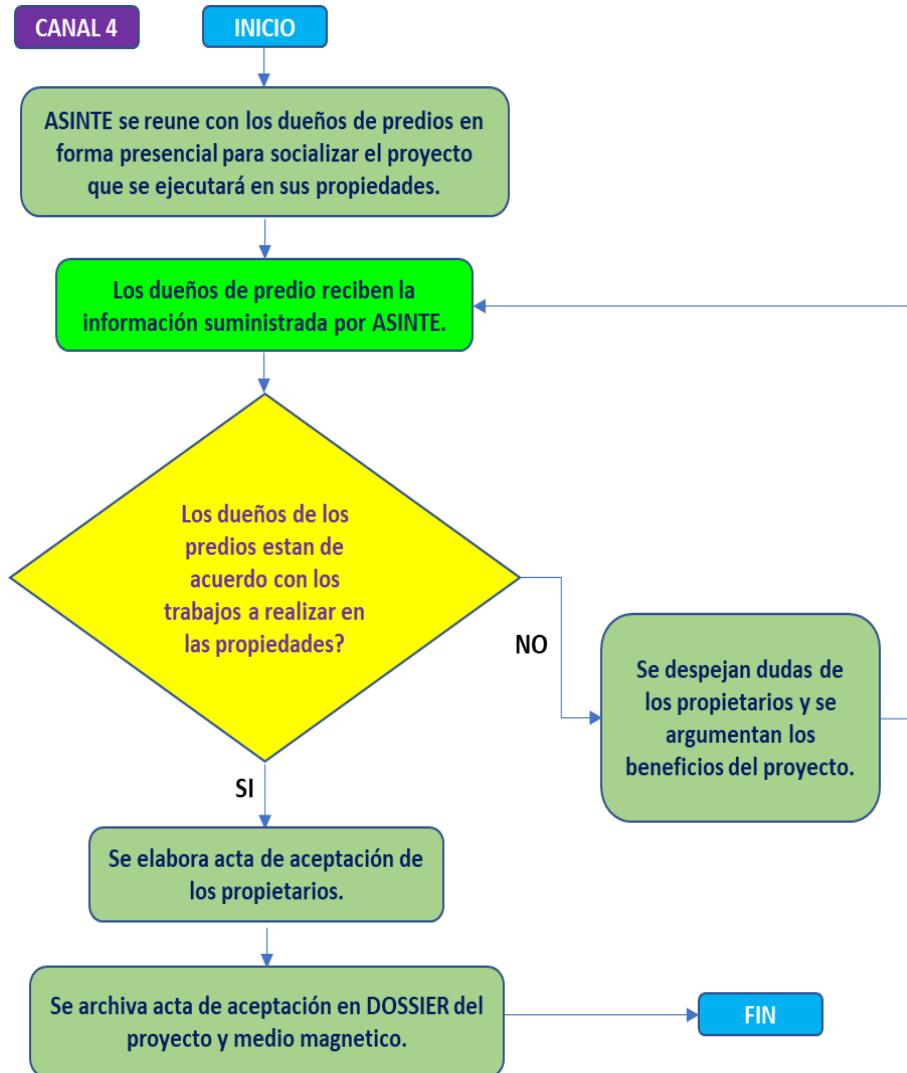 CANAL 4
INICIO
ASINTE se reune con los dueños de predios en
forma presencial para socializar el proyecto
que se ejecutará en sus propiedades.
Los dueños de predio reciben la
información suministrada por ASINTE.
Los dueños de los
predios estan de
acuerdo con los
trabajos a realizar en
las propiedades?
NO
Se despejan dudas de
los propietarios y se
argumentan los
beneficios del proyecto.
SI
Se elabora acta de aceptación de
los propietarios.
Se archiva acta de aceptación en DOSSIER del
proyecto y medio magnetico.
FIN